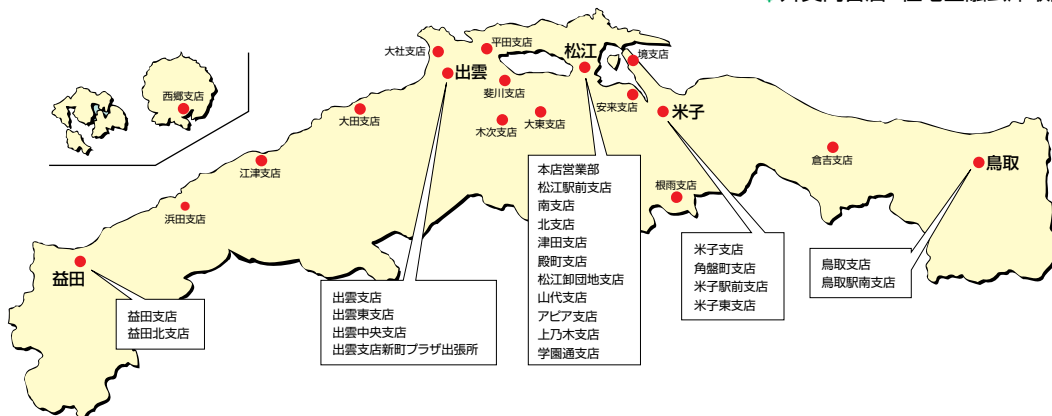 大社支店
平田支店
松江
境支店
出雲
斐川支店
西郷支店
大田支店
木次支店
大東支店
安来支店
米子
倉吉支店
鳥取
江津支店
根雨支店
浜田支店
益田
本店営業部
松江駅前支店
南支店
北支店
津田支店
殿町支店
松江卸団地支店
山代支店
アピア支店
上乃木支店
学園通支店
米子支店
角盤町支店
米子駅前支店
米子東支店
鳥取支店
鳥取駅南支店
出雲支店
出雲東支店
出雲中央支店
出雲支店新町プラザ出張所
益田支店
益田北支店